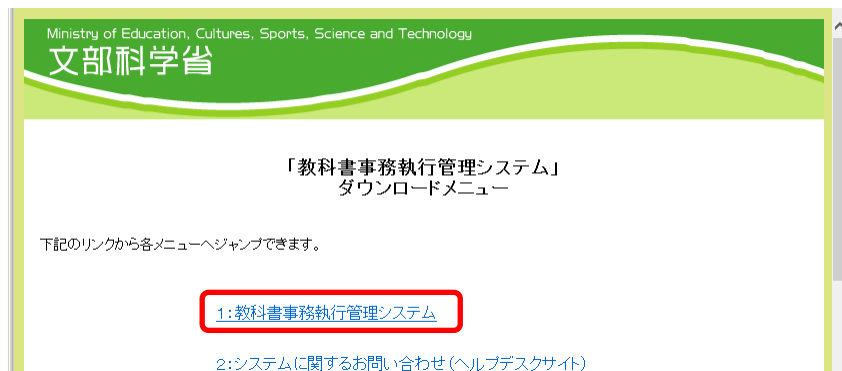 Ministry of Education, Cultures, Sports, Science and Technology
文部科学省
「教科書事務執行管理システム」
ダウンロードメニュー
下記のリンクから各メニューへジャンプできます。
1:教科書事務執行管理システム
2:システムに関するお問い合わせ(ヘルプデスクサイト)